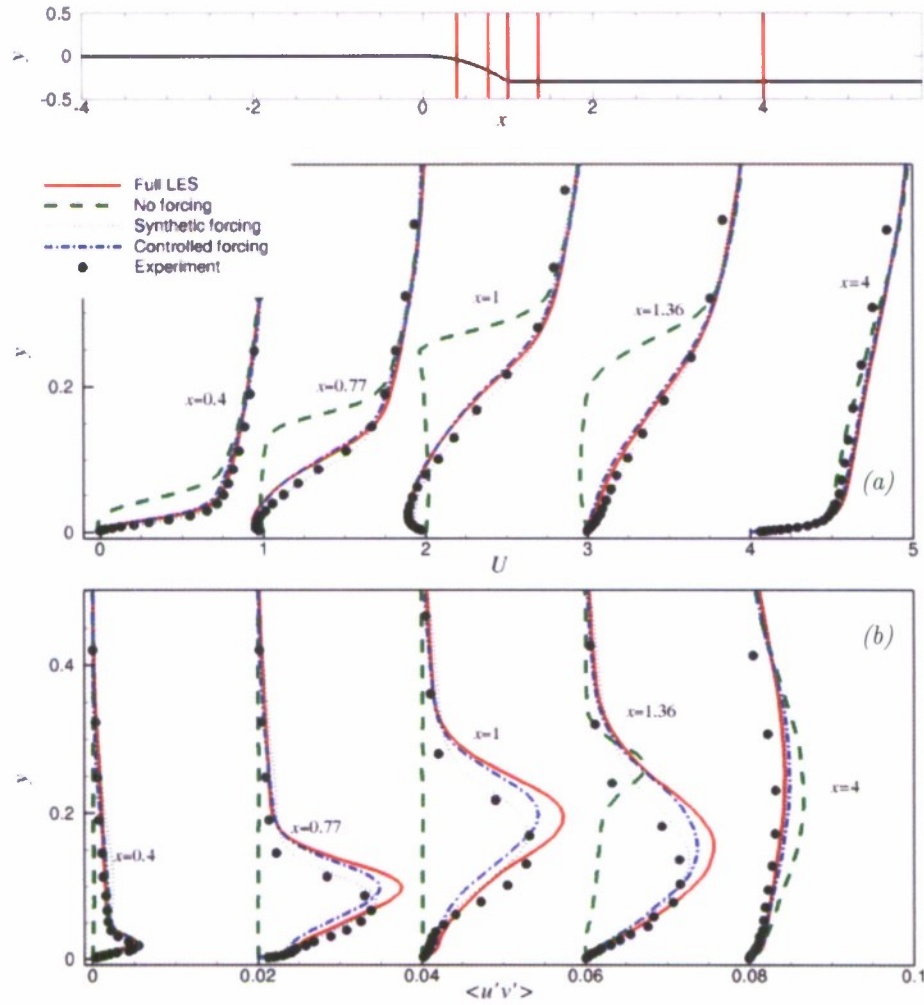 0.5
y
0
-0.5
-4
-2
0
2
4
x
Full LES
No forcing
Synthetic forcing
Controlled forcing
Experiment
x=1
x=4
x=1.36
y
0.2
x=0.77
x=0.4
(a)
0
0
1
2
3
4
5
U
(b)
0.4
x=1.36
x=1
y
0.2
x=0.77
x=4
x=0.4
0
0
0.02
0.04
0.06
0.08
0.1
<u'v'>